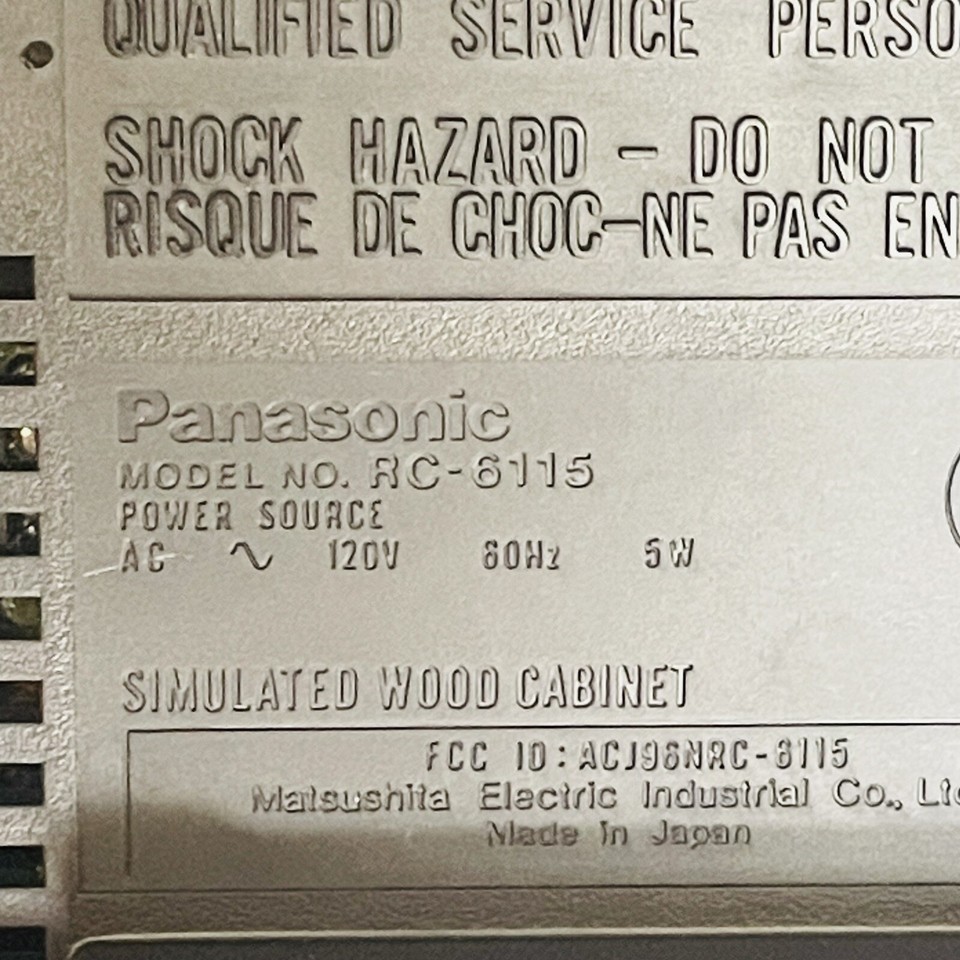 QUALIFIED SERVICE PERSO
SHOCK HAZARD – DO NOT
RISQUE DE CHOC–NE PAS EN
Panasonic
MODEL NO. RC-6115
POWER SOURCE
AC ∿ 120V 60Hz 5W
SIMULATED WOOD CABINET
FCC ID: ACJ96NRC-6115
Matsushita Electric Industrial Co., Ltd
Made in Japan